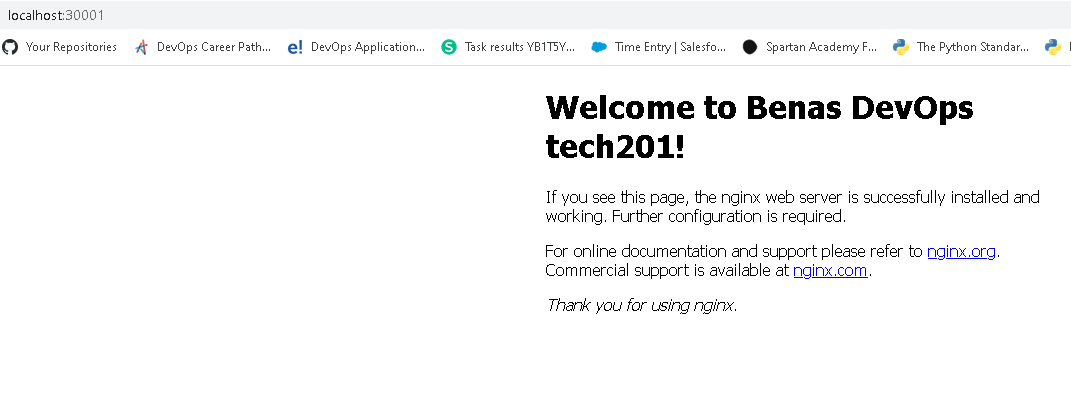 localhost:30001
Your Repositories DevOps Career Path... DevOps Application... Task results YB1T5Y... Time Entry | Salesfo... Spartan Academy F... The Python Standar...
Welcome to Benas DevOps
tech201!
If you see this page, the nginx web server is successfully installed and
working. Further configuration is required.
For online documentation and support please refer to nginx.org.
Commercial support is available at nginx.com.
Thank you for using nginx.